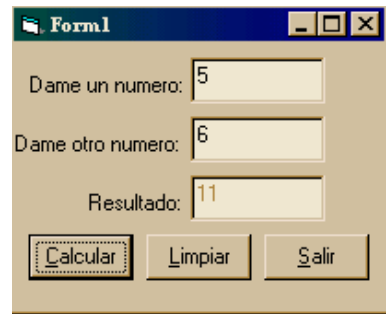 Form1
Dame un numero: 5
Dame otro numero: 6
Resultado: 11
Calcular Limpiar Salir